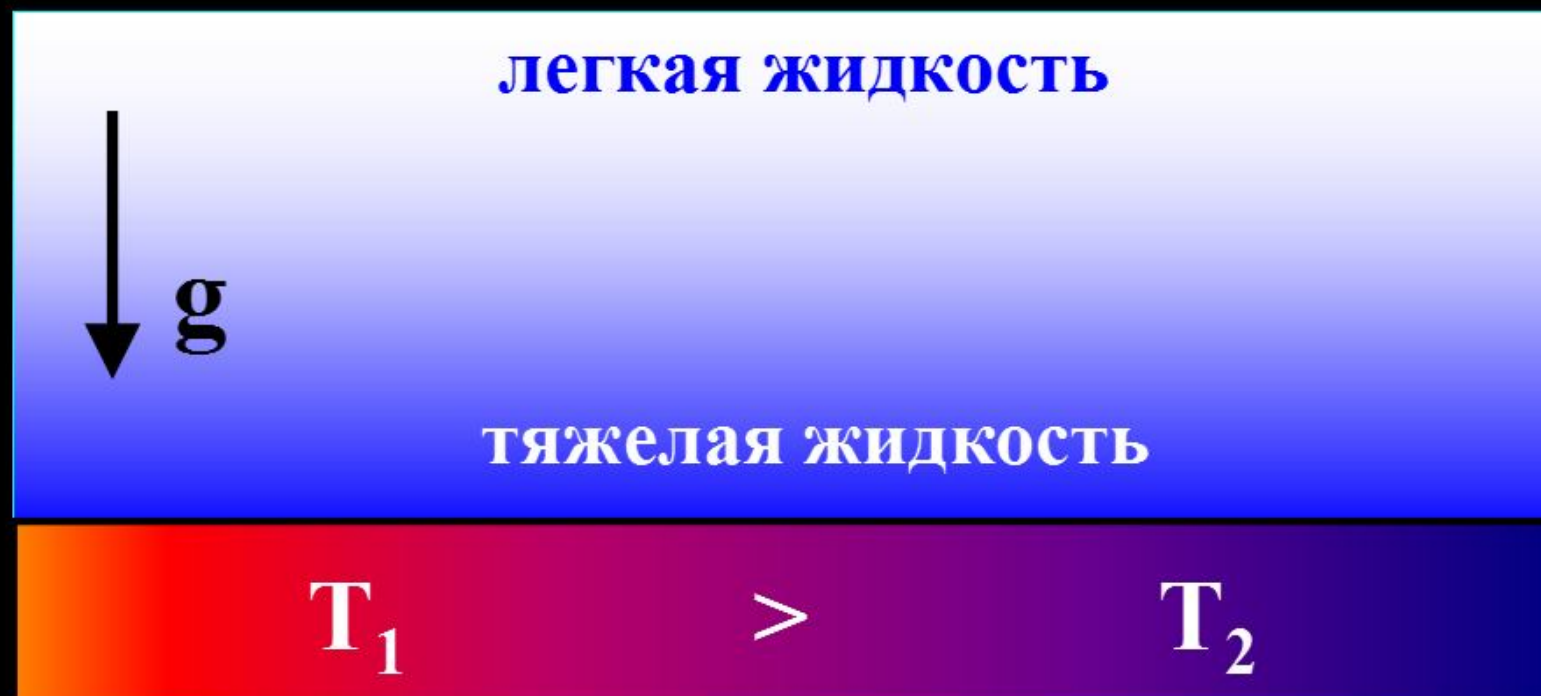 легкая жидкость
g
тяжелая жидкость
T₁ > T₂